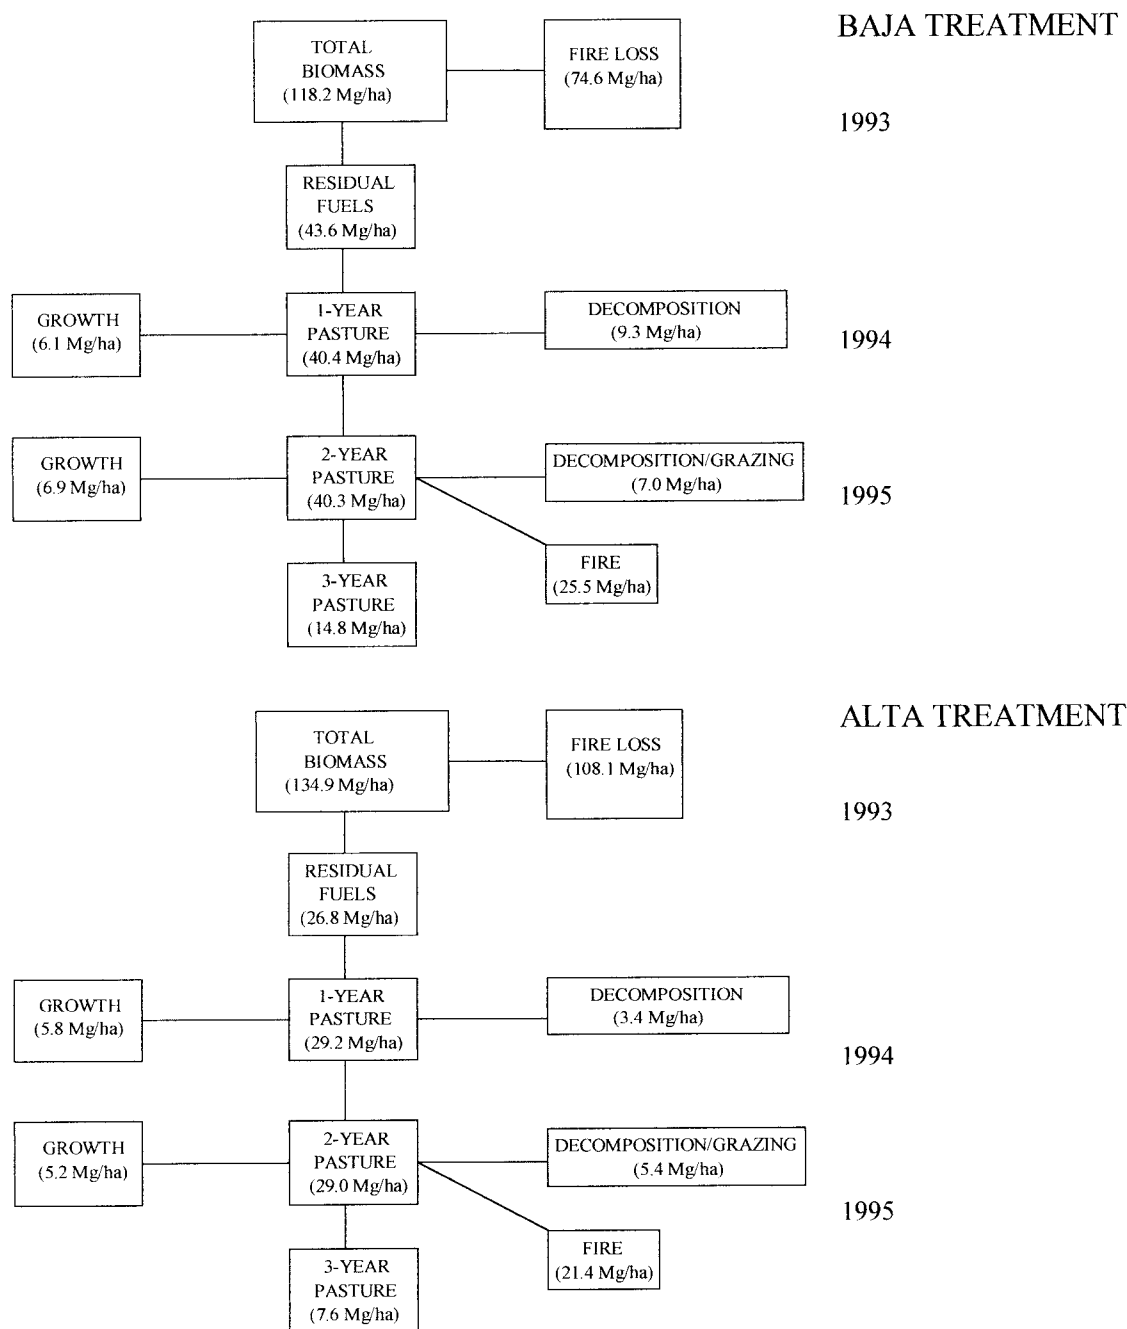 BAJA TREATMENT
TOTAL
BIOMASS
(118.2 Mg/ha)
FIRE LOSS
(74.6 Mg/ha)
1993
RESIDUAL
FUELS
(43.6 Mg/ha)
GROWTH
(6.1 Mg/ha)
1-YEAR
PASTURE
(40.4 Mg/ha)
DECOMPOSITION
(9.3 Mg/ha)
1994
GROWTH
(6.9 Mg/ha)
2-YEAR
PASTURE
(40.3 Mg/ha)
DECOMPOSITION/GRAZING
(7.0 Mg/ha)
1995
FIRE
(25.5 Mg/ha)
3-YEAR
PASTURE
(14.8 Mg/ha)
ALTA TREATMENT
TOTAL
BIOMASS
(134.9 Mg/ha)
FIRE LOSS
(108.1 Mg/ha)
1993
RESIDUAL
FUELS
(26.8 Mg/ha)
GROWTH
(5.8 Mg/ha)
1-YEAR
PASTURE
(29.2 Mg/ha)
DECOMPOSITION
(3.4 Mg/ha)
1994
GROWTH
(5.2 Mg/ha)
2-YEAR
PASTURE
(29.0 Mg/ha)
DECOMPOSITION/GRAZING
(5.4 Mg/ha)
1995
FIRE
(21.4 Mg/ha)
3-YEAR
PASTURE
(7.6 Mg/ha)